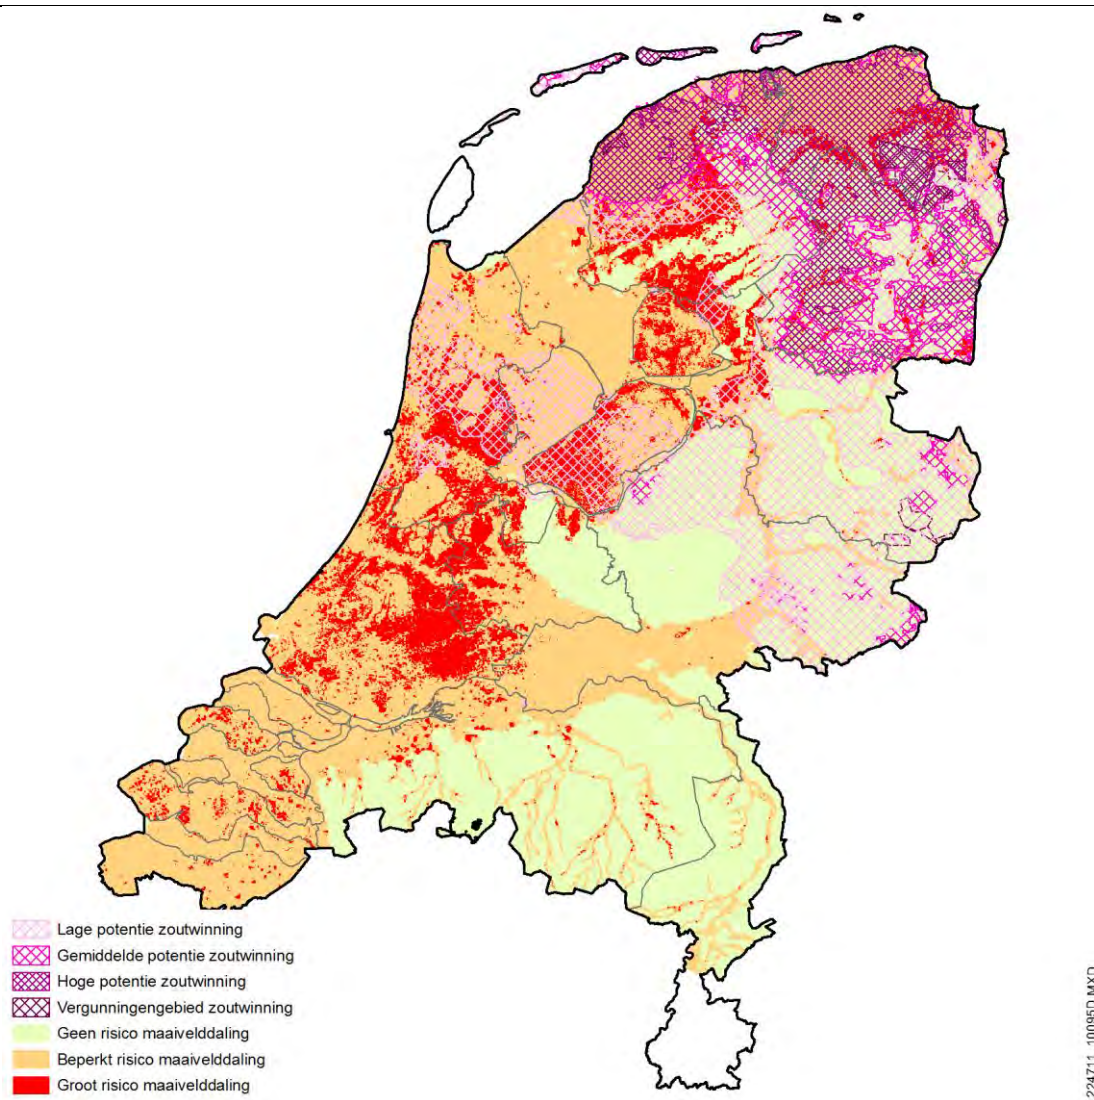 Lage potentie zoutwinning
Gemiddelde potentie zoutwinning
Hoge potentie zoutwinning
Vergunningengebied zoutwinning
Geen risico maaivelddaling
Beperkt risico maaivelddaling
Groot risico maaivelddaling
224711_10095D.MXD